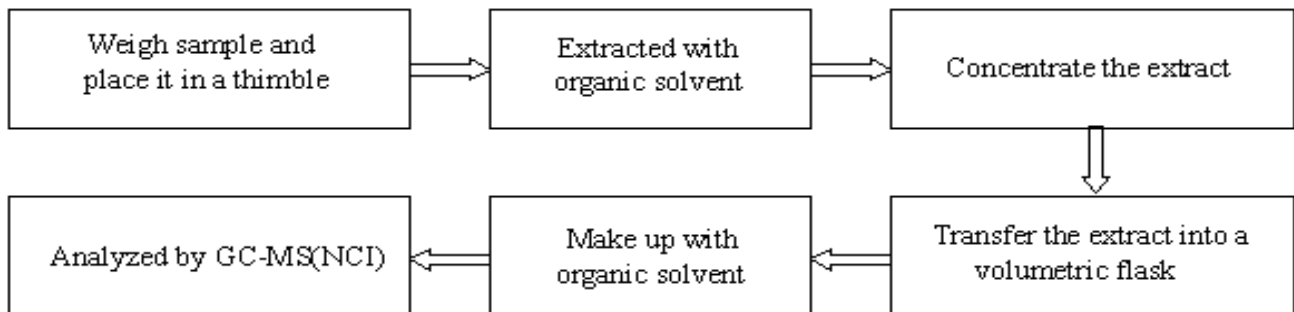 Weigh sample and
place it in a thimble
Extracted with
organic solvent
Concentrate the extract
Transfer the extract into a
volumetric flask
Make up with
organic solvent
Analyzed by GC-MS(NCI)